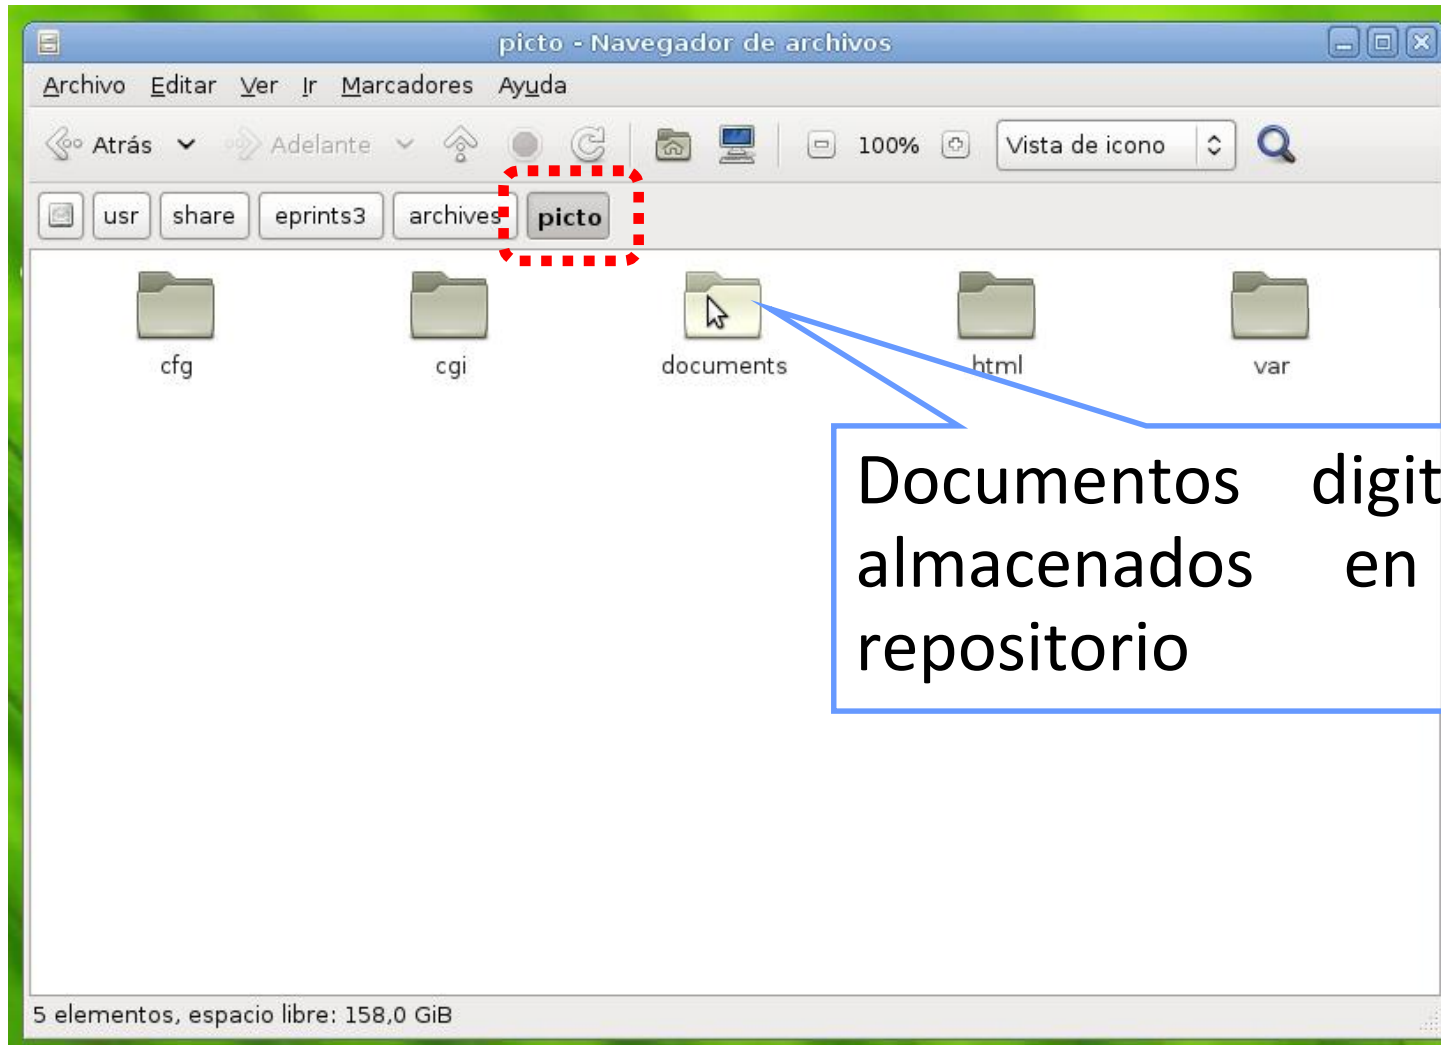 picto - Navegador de archivos
Archivo Editar Ver Ir Marcadores Ayuda
Atrás Adelante 100% Vista de icono
usr share eprints3 archives picto
cfg cgi documents html var
Documentos digit
almacenados en
repositorio
5 elementos, espacio libre: 158,0 GiB